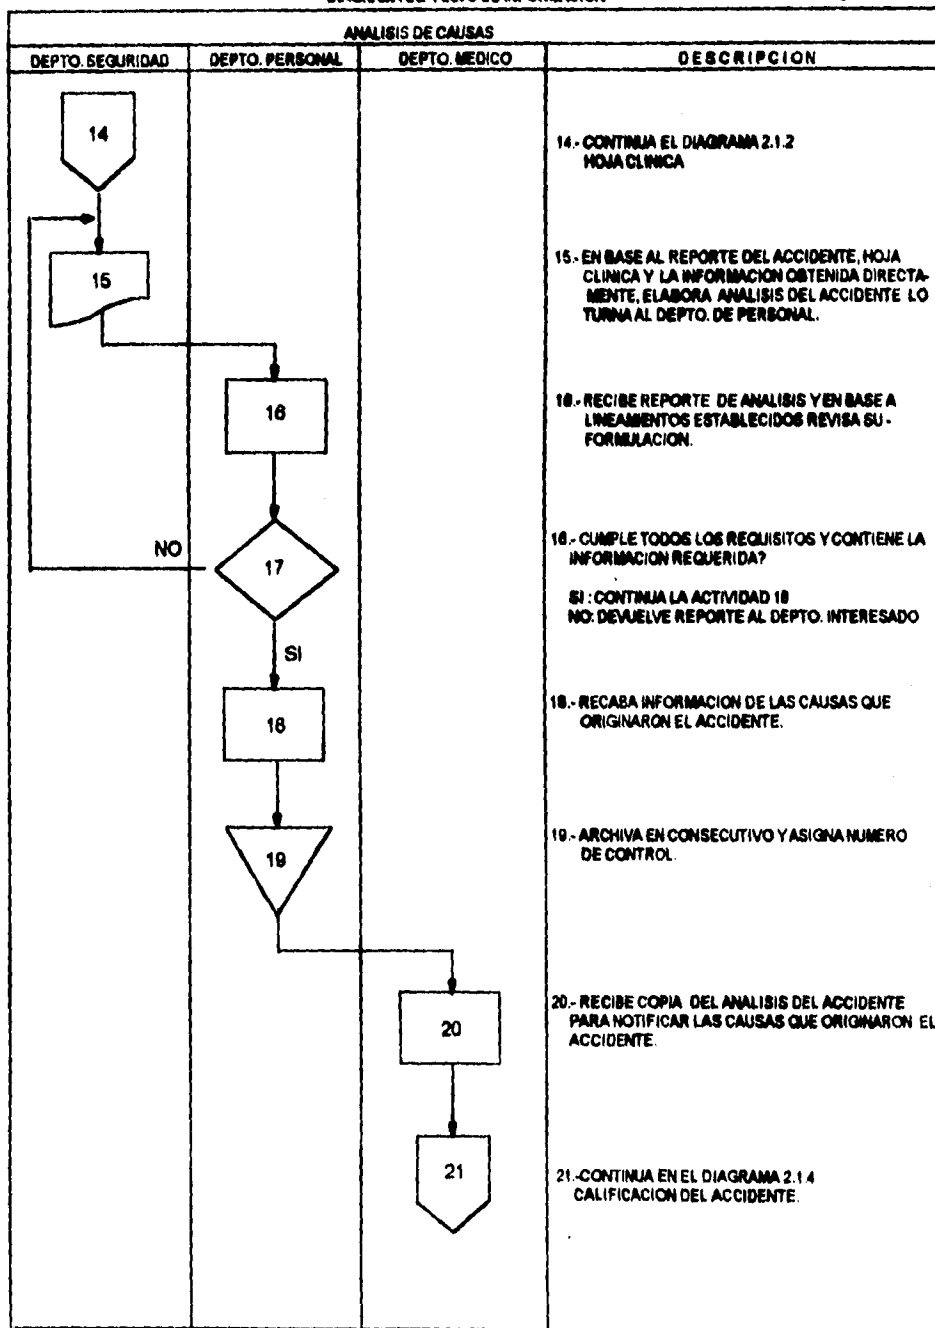 ANALISIS DE CAUSAS
DEPTO. SEGURIDAD DEPTO. PERSONAL DEPTO. MEDICO DESCRIPCION
14
14.- CONTINUA EL DIAGRAMA 2.1.2
HOJA CLINICA
15
15.- EN BASE AL REPORTE DEL ACCIDENTE, HOJA
CLINICA Y LA INFORMACION OBTENIDA DIRECTA-
MENTE, ELABORA ANALISIS DEL ACCIDENTE LO
TURNA AL DEPTO. DE PERSONAL.
16
16.- RECIBE REPORTE DE ANALISIS Y EN BASE A
LINEAMIENTOS ESTABLECIDOS REVISA SU -
FORMULACION.
NO
17
16.- CUMPLE TODOS LOS REQUISITOS Y CONTIENE LA
INFORMACION REQUERIDA?
SI : CONTINUA LA ACTIVIDAD 18
NO: DEVUELVE REPORTE AL DEPTO. INTERESADO
SI
18
18.- RECABA INFORMACION DE LAS CAUSAS QUE
ORIGINARON EL ACCIDENTE.
19
19.- ARCHIVA EN CONSECUTIVO Y ASIGNA NUMERO
DE CONTROL.
20
20.- RECIBE COPIA DEL ANALISIS DEL ACCIDENTE
PARA NOTIFICAR LAS CAUSAS QUE ORIGINARON EL
ACCIDENTE.
21
21.-CONTINUA EN EL DIAGRAMA 2.1.4
CALIFICACION DEL ACCIDENTE.